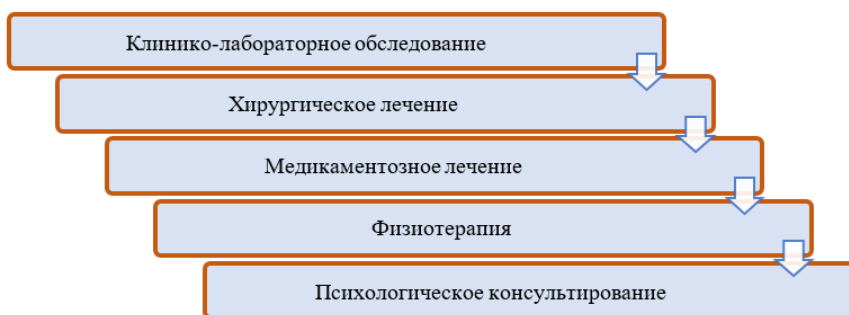 Клинико-лабораторное обследование
Хирургическое лечение
Медикаментозное лечение
Физиотерапия
Психологическое консультирование